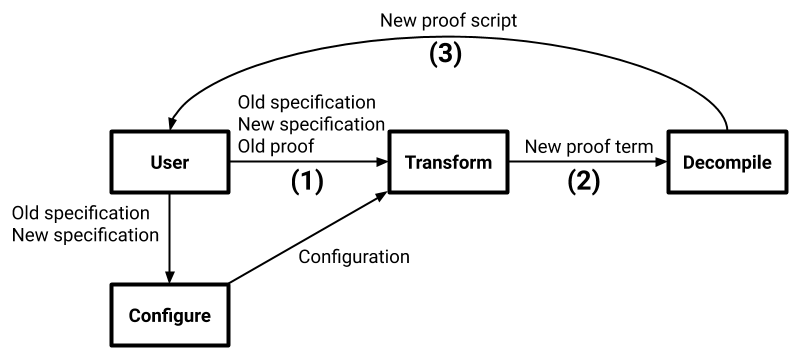 New proof script
(3)
Old specification
New specification
Old proof
(1)
User
Transform
New proof term
(2)
Decompile
Old specification
New specification
Configuration
Configure